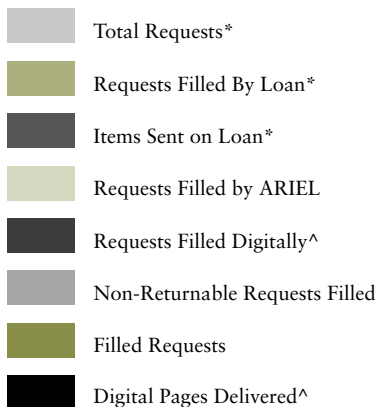 Total Requests*
Requests Filled By Loan*
Items Sent on Loan*
Requests Filled by ARIEL
Requests Filled Digitally^
Non-Returnable Requests Filled
Filled Requests
Digital Pages Delivered^